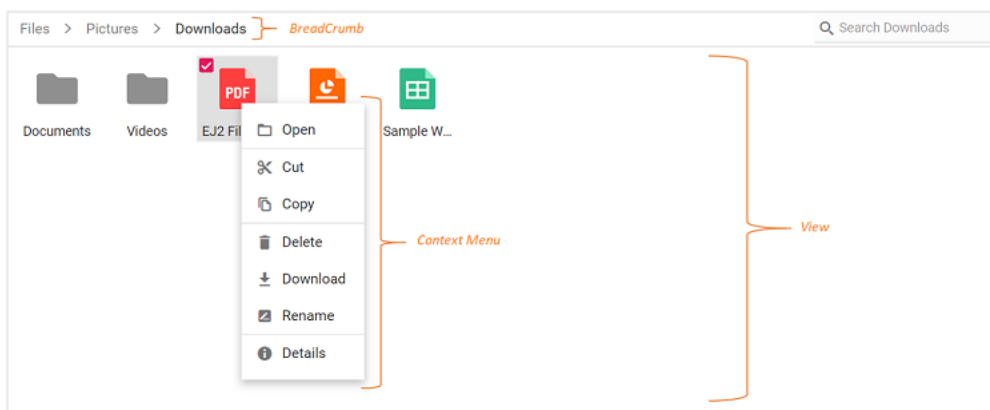 Files > Pictures > Downloads BreadCrumb Search Downloads
PDF
Documents Videos EJ2 Fil Sample W...
Open
Cut
Copy
Delete
Context Menu
View
Download
Rename
Details